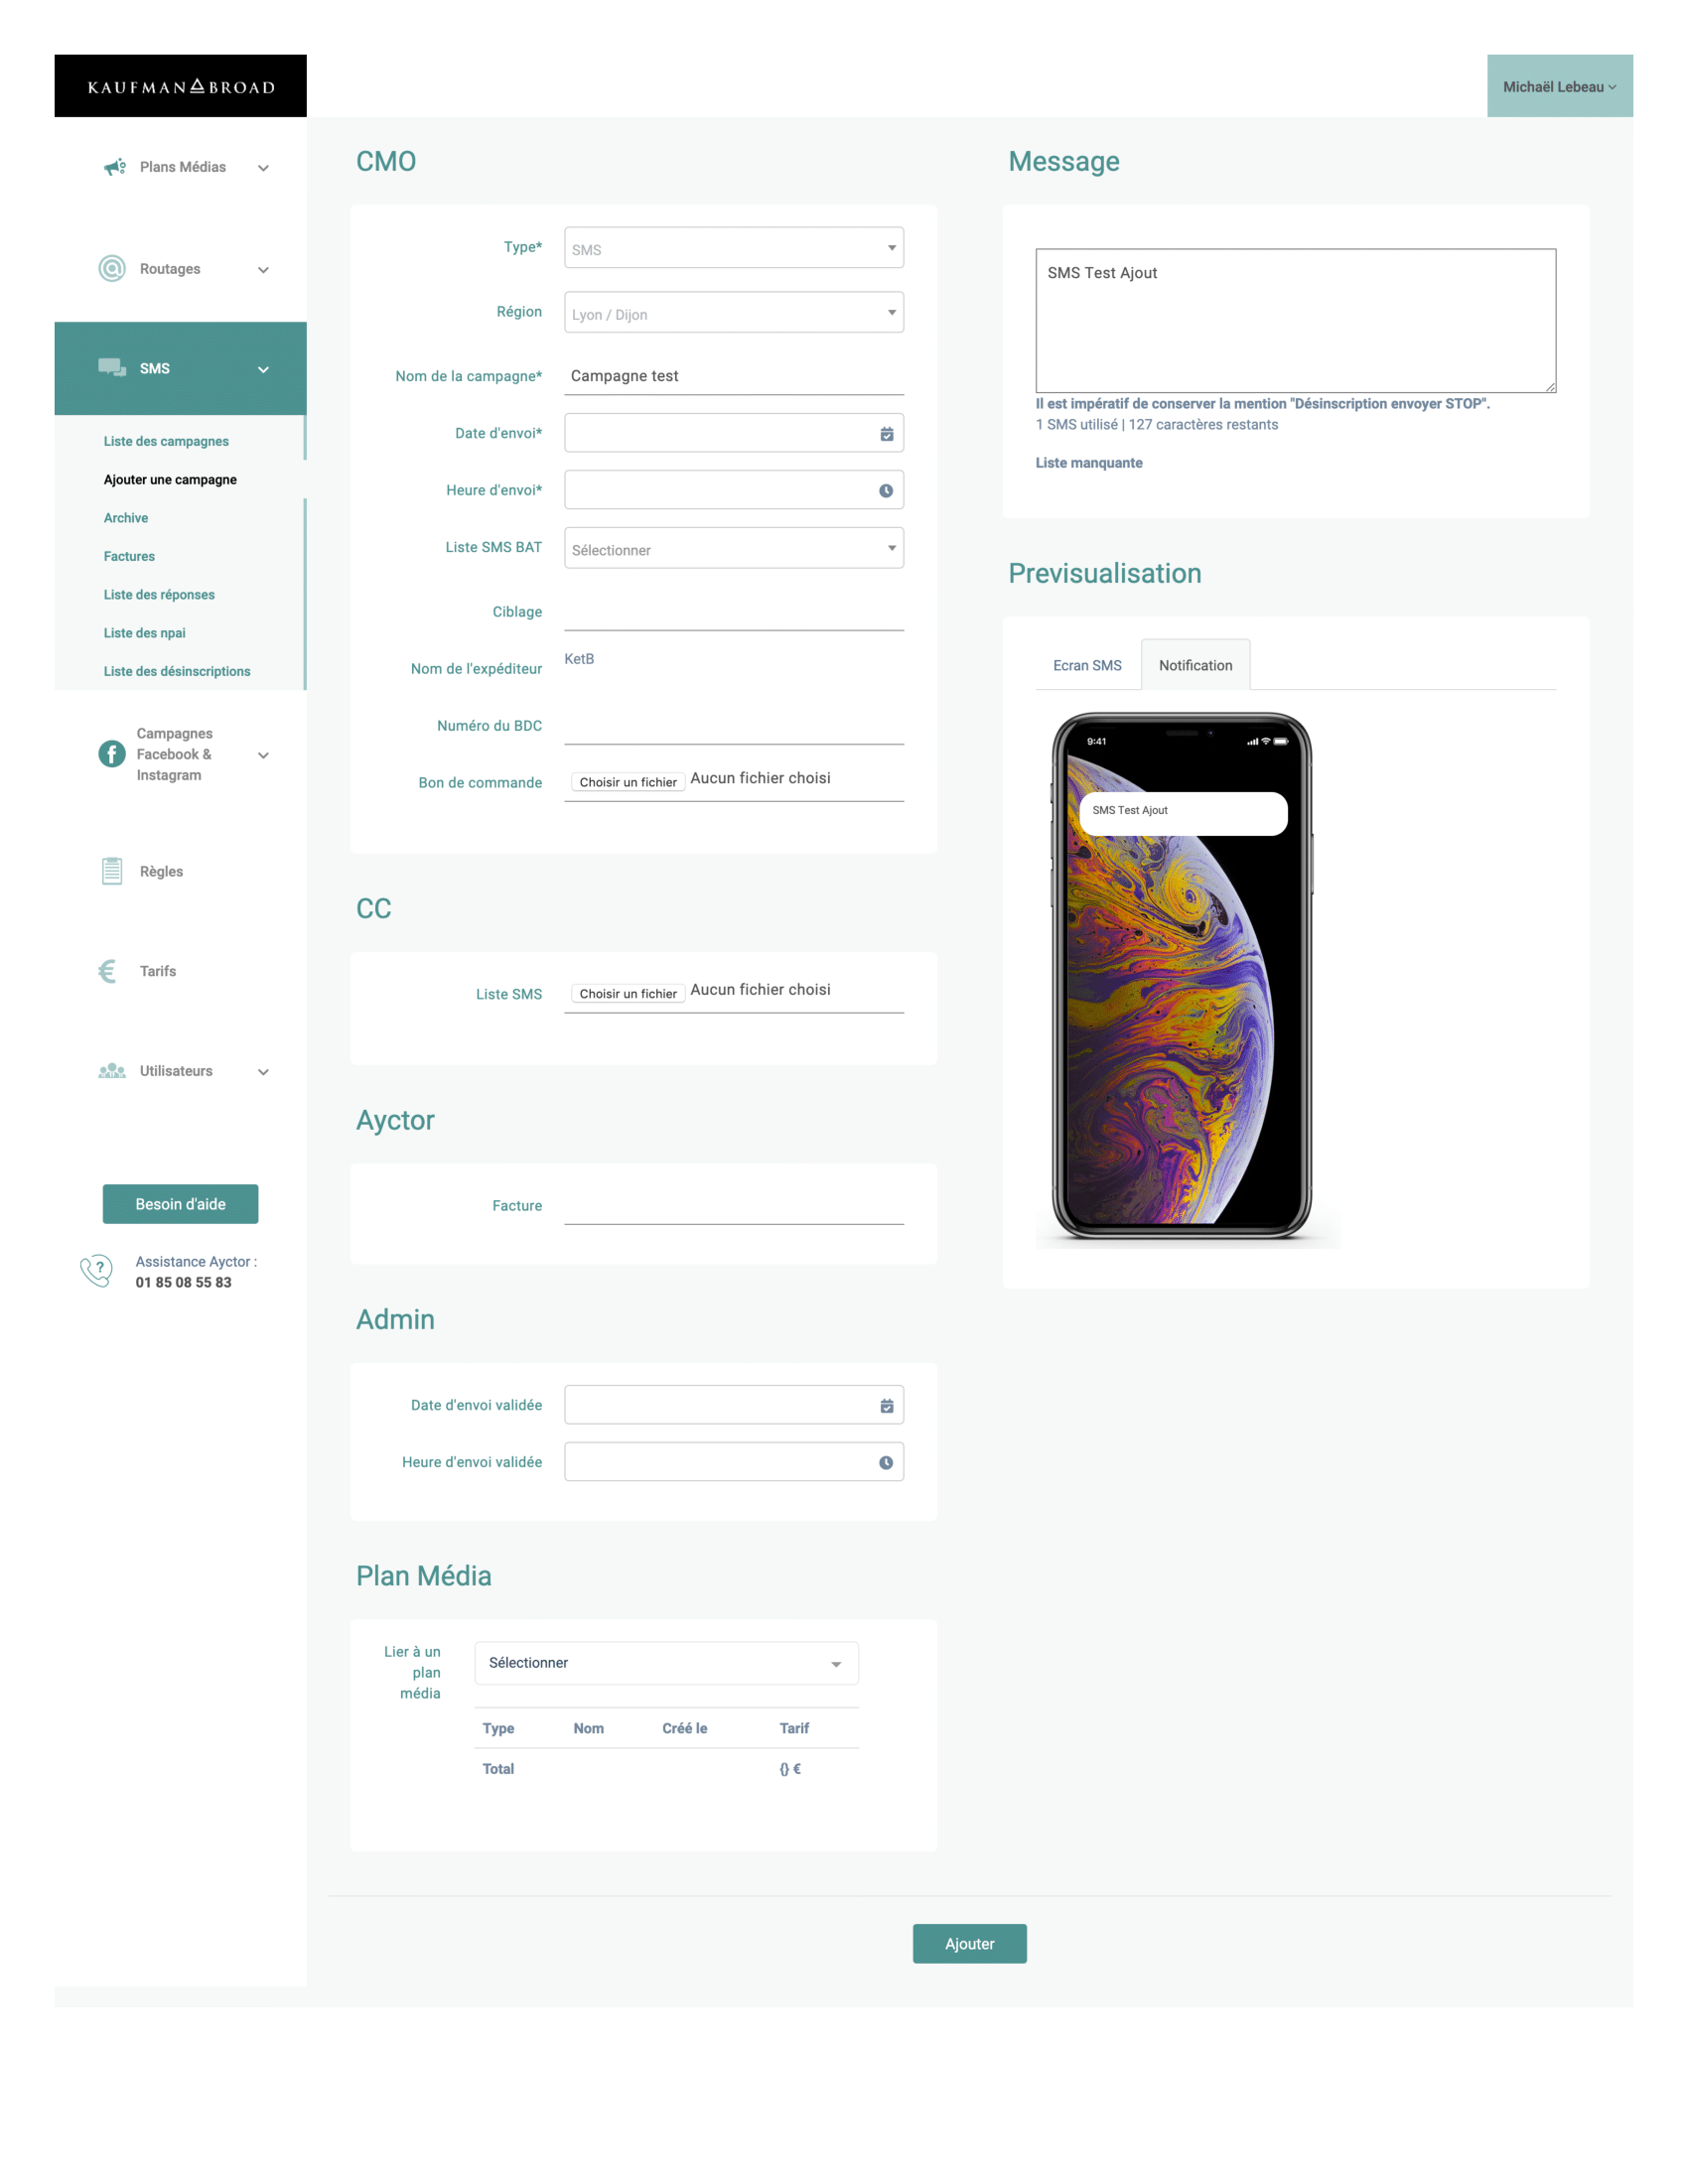 KAUFMAN BROAD
Michaël Lebeau
Plans Médias
Routages
SMS
Liste des campagnes
Ajouter une campagne
Archive
Factures
Liste des réponses
Liste des npai
Liste des désinscriptions
Campagnes
Facebook &
Instagram
Règles
Tarifs
Utilisateurs
Besoin d'aide
Assistance Ayctor :
01 85 08 55 83
CMO
Type* SMS
Région Lyon / Dijon
Nom de la campagne* Campagne test
Date d'envoi*
Heure d'envoi*
Liste SMS BAT Sélectionner
Ciblage
Nom de l'expéditeur KetB
Numéro du BDC
Bon de commande Choisir un fichier Aucun fichier choisi
CC
Liste SMS Choisir un fichier Aucun fichier choisi
Ayctor
Facture
Admin
Date d'envoi validée
Heure d'envoi validée
Plan Média
Lier à un
plan
média
Sélectionner
Type Nom Créé le Tarif
Total {} €
Message
SMS Test Ajout
Il est impératif de conserver la mention "Désinscription envoyer STOP".
1 SMS utilisé | 127 caractères restants
Liste manquante
Previsualisation
Ecran SMS Notification
9:41
SMS Test Ajout
Ajouter